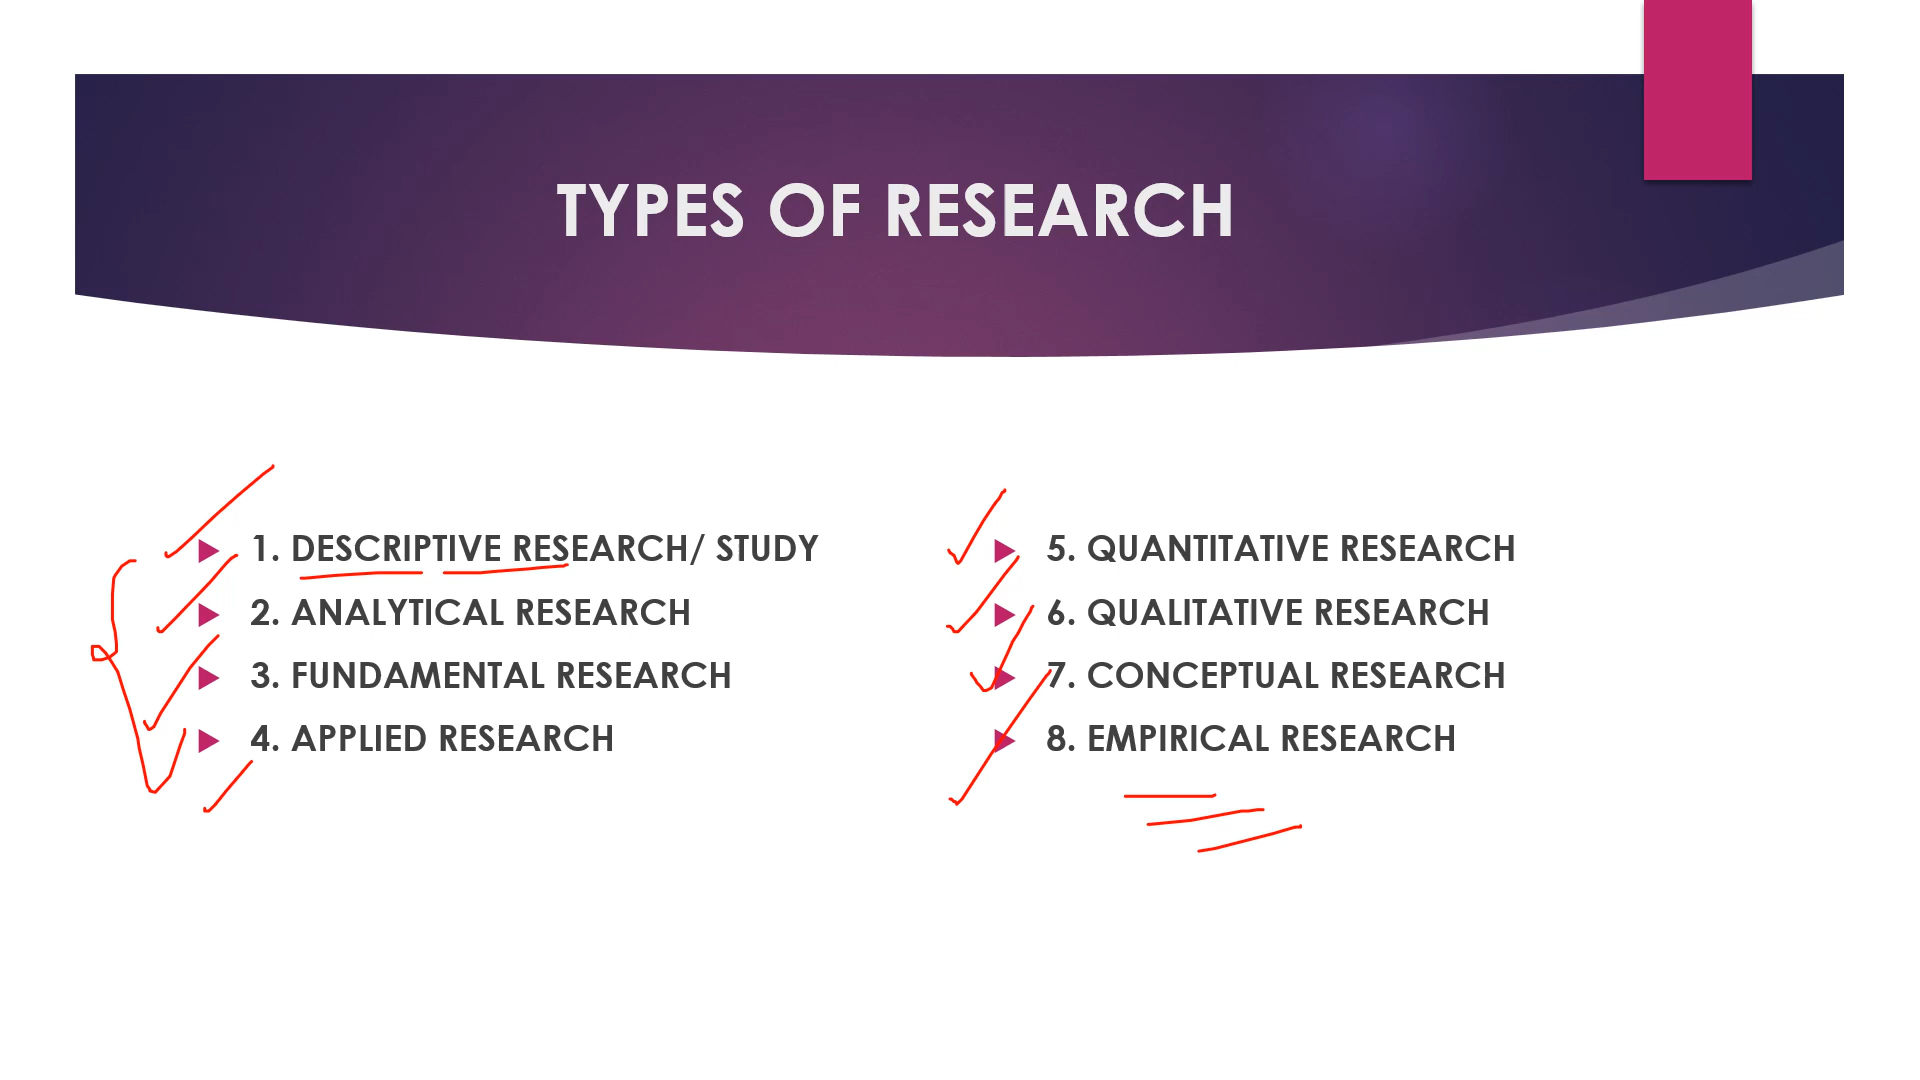 TYPES OF RESEARCH
1. DESCRIPTIVE RESEARCH/ STUDY
2. ANALYTICAL RESEARCH
3. FUNDAMENTAL RESEARCH
4. APPLIED RESEARCH
5. QUANTITATIVE RESEARCH
6. QUALITATIVE RESEARCH
7. CONCEPTUAL RESEARCH
8. EMPIRICAL RESEARCH